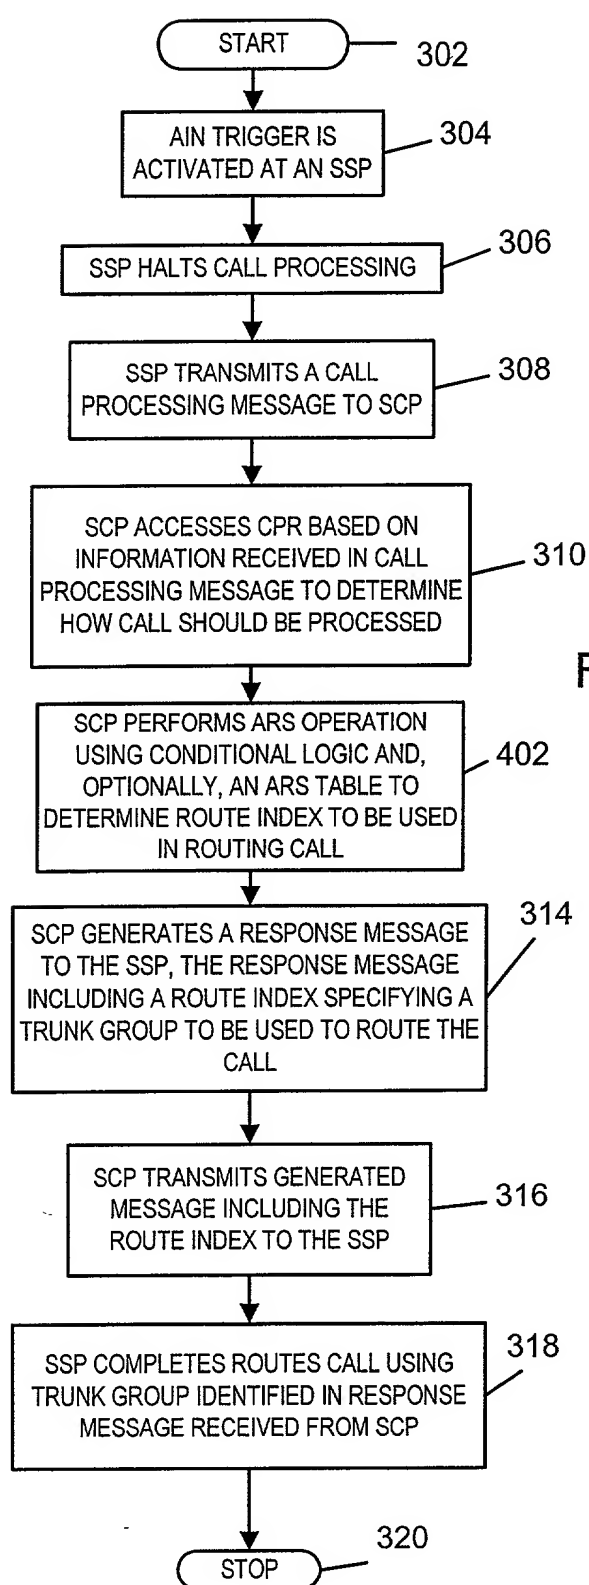 START
302
AIN TRIGGER IS
ACTIVATED AT AN SSP
304
SSP HALTS CALL PROCESSING
306
SSP TRANSMITS A CALL
PROCESSING MESSAGE TO SCP
308
SCP ACCESSES CPR BASED ON
INFORMATION RECEIVED IN CALL
PROCESSING MESSAGE TO DETERMINE
HOW CALL SHOULD BE PROCESSED
310
F
SCP PERFORMS ARS OPERATION
USING CONDITIONAL LOGIC AND,
OPTIONALLY, AN ARS TABLE TO
DETERMINE ROUTE INDEX TO BE USED
IN ROUTING CALL
402
SCP GENERATES A RESPONSE MESSAGE
TO THE SSP, THE RESPONSE MESSAGE
INCLUDING A ROUTE INDEX SPECIFYING A
TRUNK GROUP TO BE USED TO ROUTE THE
CALL
314
SCP TRANSMITS GENERATED
MESSAGE INCLUDING THE
ROUTE INDEX TO THE SSP
316
SSP COMPLETES ROUTES CALL USING
TRUNK GROUP IDENTIFIED IN RESPONSE
MESSAGE RECEIVED FROM SCP
318
STOP
320